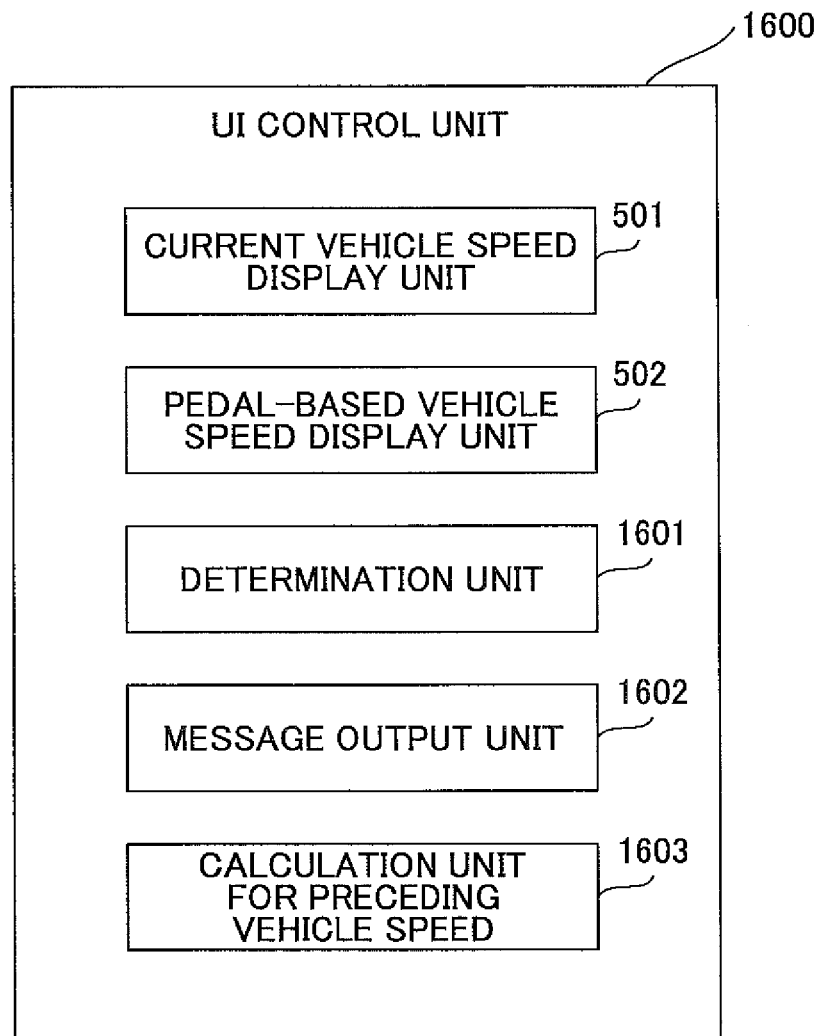 1600
UI CONTROL UNIT
501
CURRENT VEHICLE SPEED
DISPLAY UNIT
502
PEDAL-BASED VEHICLE
SPEED DISPLAY UNIT
1601
DETERMINATION UNIT
1602
MESSAGE OUTPUT UNIT
1603
CALCULATION UNIT
FOR PRECEDING
VEHICLE SPEED